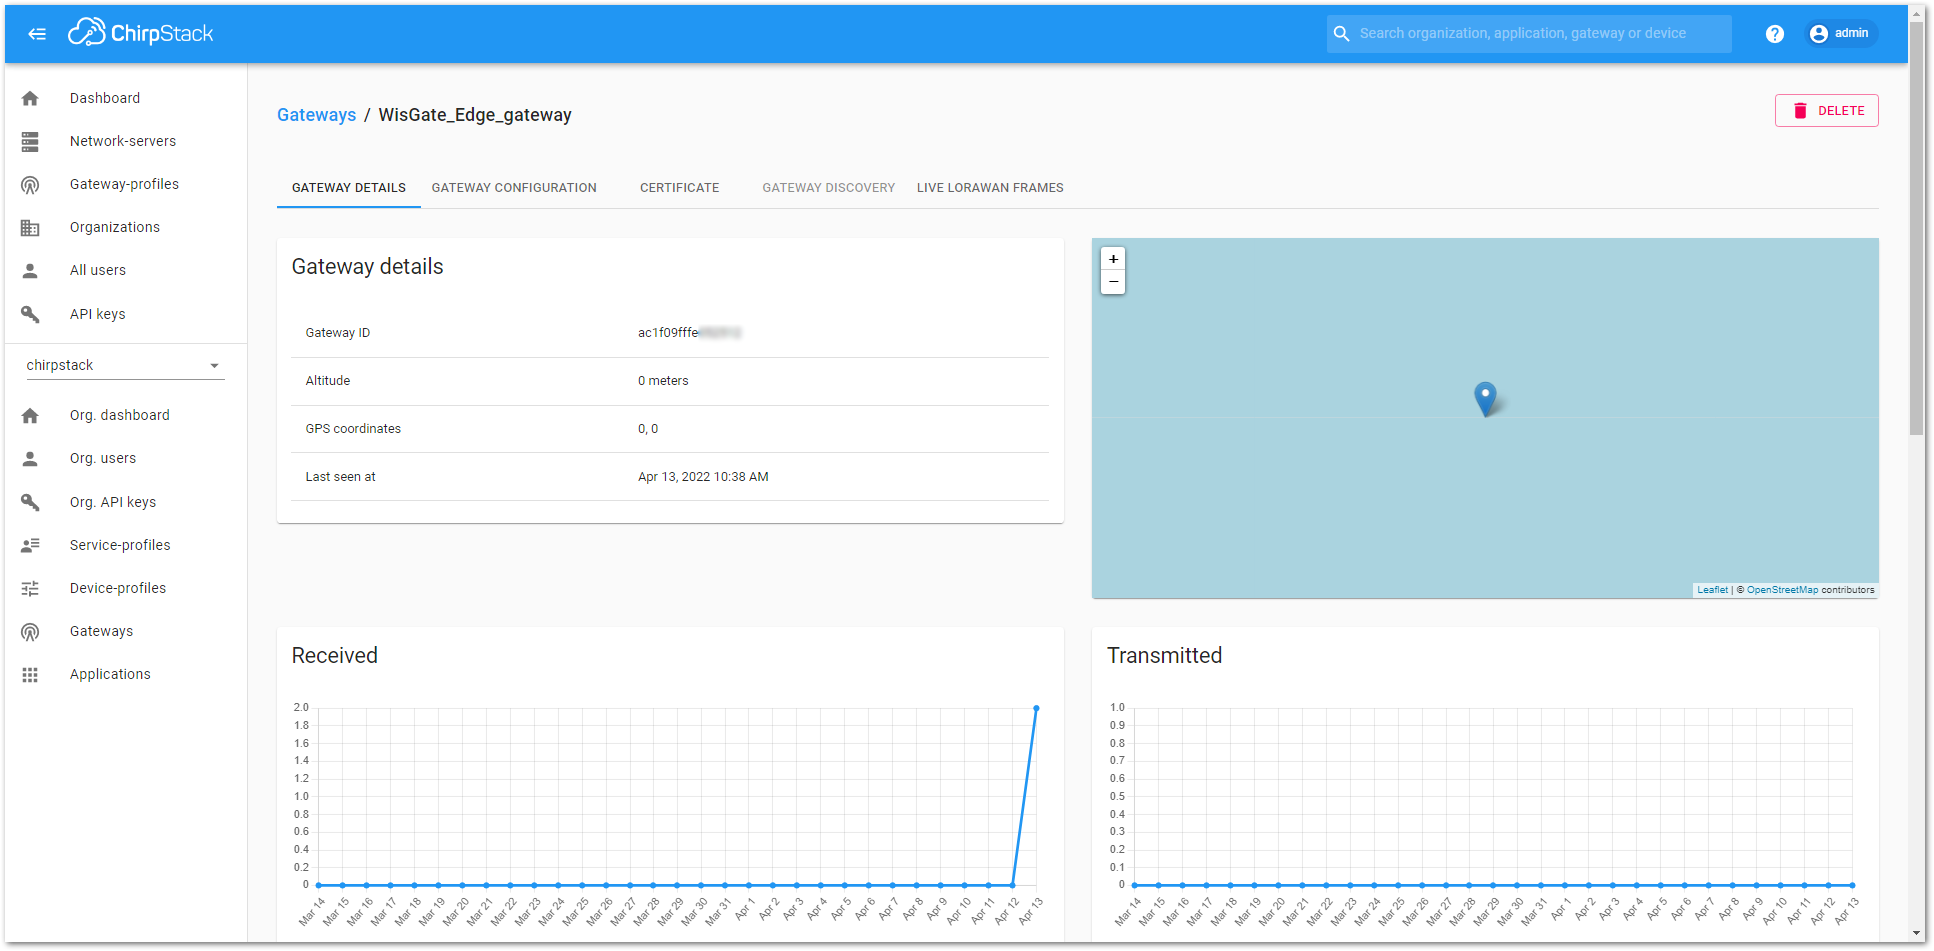 ChirpStack
Search organization, application, gateway or device
?
admin
Dashboard
Network-servers
Gateway-profiles
Organizations
All users
API keys
chirpstack
Org. dashboard
Org. users
Org. API keys
Service-profiles
Device-profiles
Gateways
Applications
Gateways / WisGate_Edge_gateway
DELETE
GATEWAY DETAILS GATEWAY CONFIGURATION CERTIFICATE GATEWAY DISCOVERY LIVE LORAWAN FRAMES
Gateway details
Gateway ID ac1f09fffe
Altitude 0 meters
GPS coordinates 0, 0
Last seen at Apr 13, 2022 10:38 AM
+
−
Leaflet | © OpenStreetMap contributors
Received
2.0
1.8
1.6
1.4
1.2
1.0
0.8
0.6
0.4
0.2
0
Mar 14 Mar 15 Mar 16 Mar 17 Mar 18 Mar 19 Mar 20 Mar 21 Mar 22 Mar 23 Mar 24 Mar 25 Mar 26 Mar 27 Mar 28 Mar 29 Mar 30 Mar 31 Apr 1 Apr 2 Apr 3 Apr 4 Apr 5 Apr 6 Apr 7 Apr 8 Apr 9 Apr 10 Apr 11 Apr 12 Apr 13
Transmitted
1.0
0.9
0.8
0.7
0.6
0.5
0.4
0.3
0.2
0.1
0
Mar 14 Mar 15 Mar 16 Mar 17 Mar 18 Mar 19 Mar 20 Mar 21 Mar 22 Mar 23 Mar 24 Mar 25 Mar 26 Mar 27 Mar 28 Mar 29 Mar 30 Mar 31 Apr 1 Apr 2 Apr 3 Apr 4 Apr 5 Apr 6 Apr 7 Apr 8 Apr 9 Apr 10 Apr 11 Apr 12 Apr 13